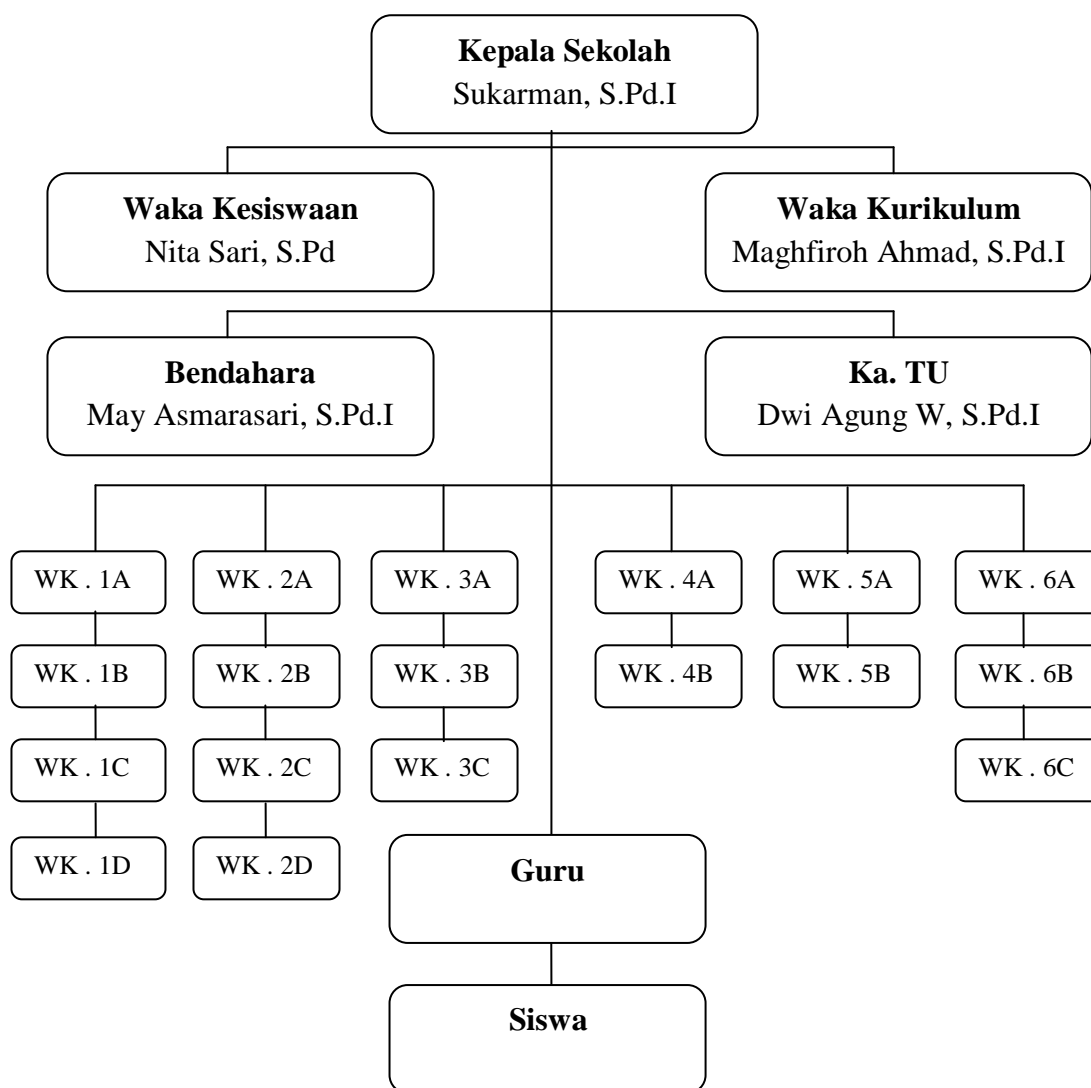 Kepala Sekolah
Sukarman, S.Pd.I
Waka Kesiswaan
Nita Sari, S.Pd
Waka Kurikulum
Maghfiroh Ahmad, S.Pd.I
Bendahara
May Asmarasari, S.Pd.I
Ka. TU
Dwi Agung W, S.Pd.I
WK . 1A
WK . 2A
WK . 3A
WK . 4A
WK . 5A
WK . 6A
WK . 1B
WK . 2B
WK . 3B
WK . 4B
WK . 5B
WK . 6B
WK . 1C
WK . 2C
WK . 3C
WK . 6C
WK . 1D
WK . 2D
Guru
Siswa